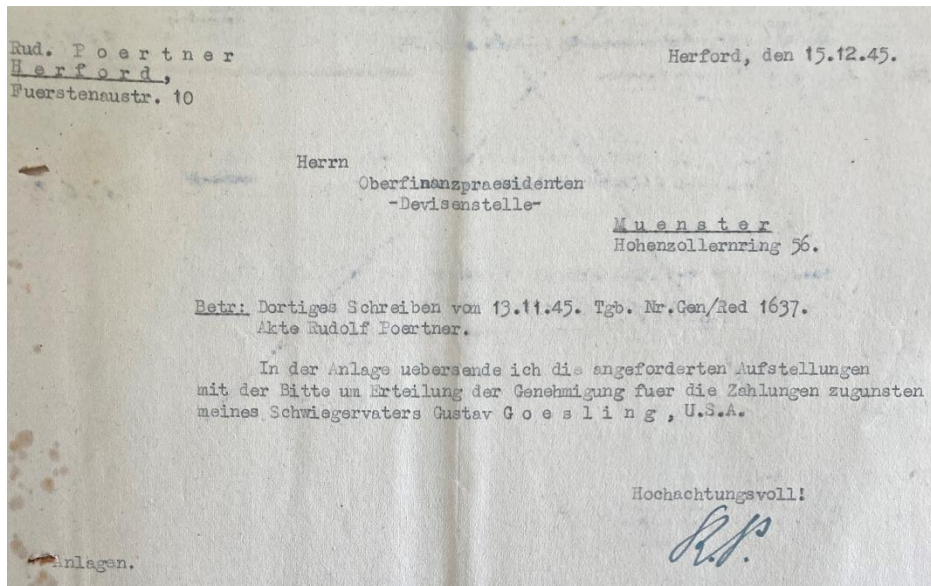 Rud. P o e r t n e r
H e r f o r d ,
Fuerstenaustr. 10
Herford, den 15.12.45.
Herrn
Oberfinanzpraesidenten
-Devisenstelle-
M u e n s t e r
Hohenzollernring 56.
Betr: Dortiges Schreiben vom 13.11.45. Tgb. Nr.Gen/Red 1637.
Akte Rudolf Poertner.
In der Anlage uebersende ich die angeforderten Aufstellungen
mit der Bitte um Erteilung der Genehmigung fuer die Zahlungen zugunsten
meines Schwiegervaters Gustav G o e s l i n g , U.S.A.
Hochachtungsvoll!
R.P.
Anlagen.